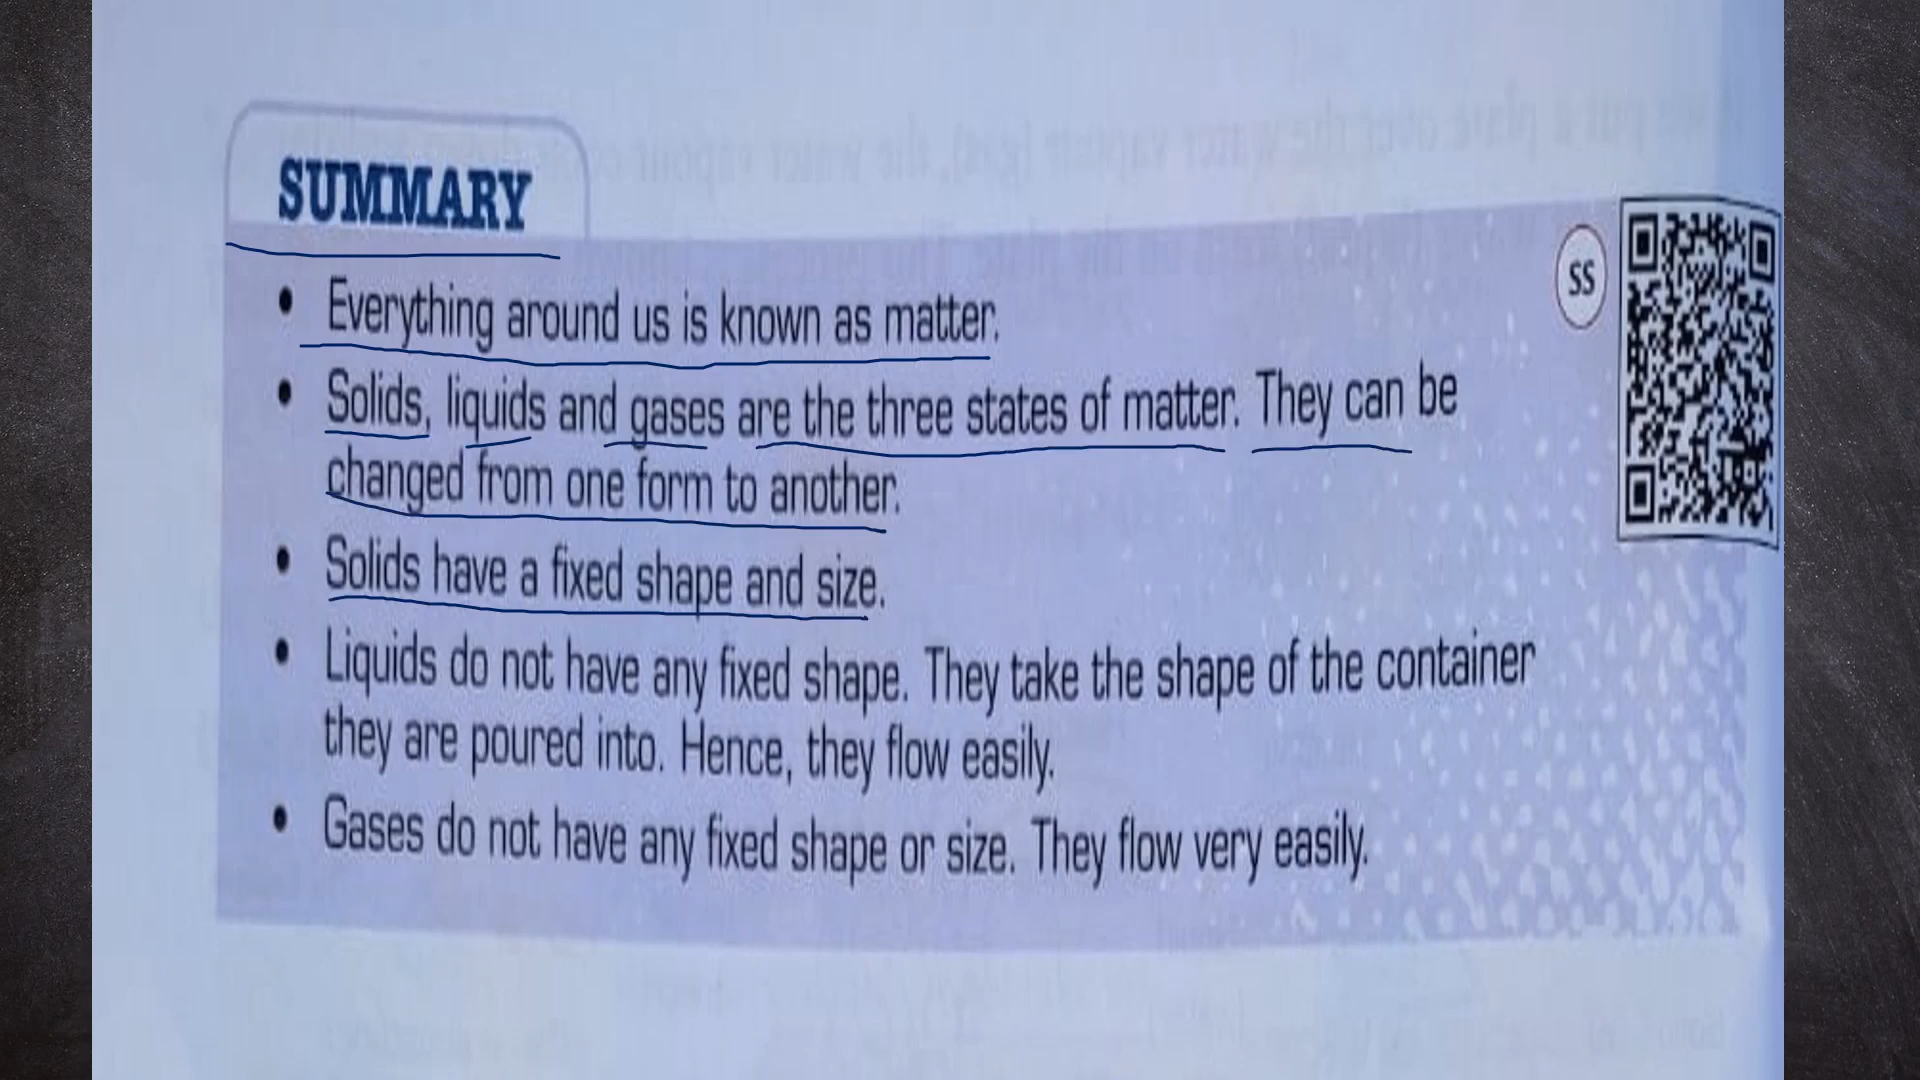 SUMMARY
SS
• Everything around us is known as matter.
• Solids, liquids and gases are the three states of matter. They can be
changed from one form to another.
• Solids have a fixed shape and size.
• Liquids do not have any fixed shape. They take the shape of the container
they are poured into. Hence, they flow easily.
• Gases do not have any fixed shape or size. They flow very easily.